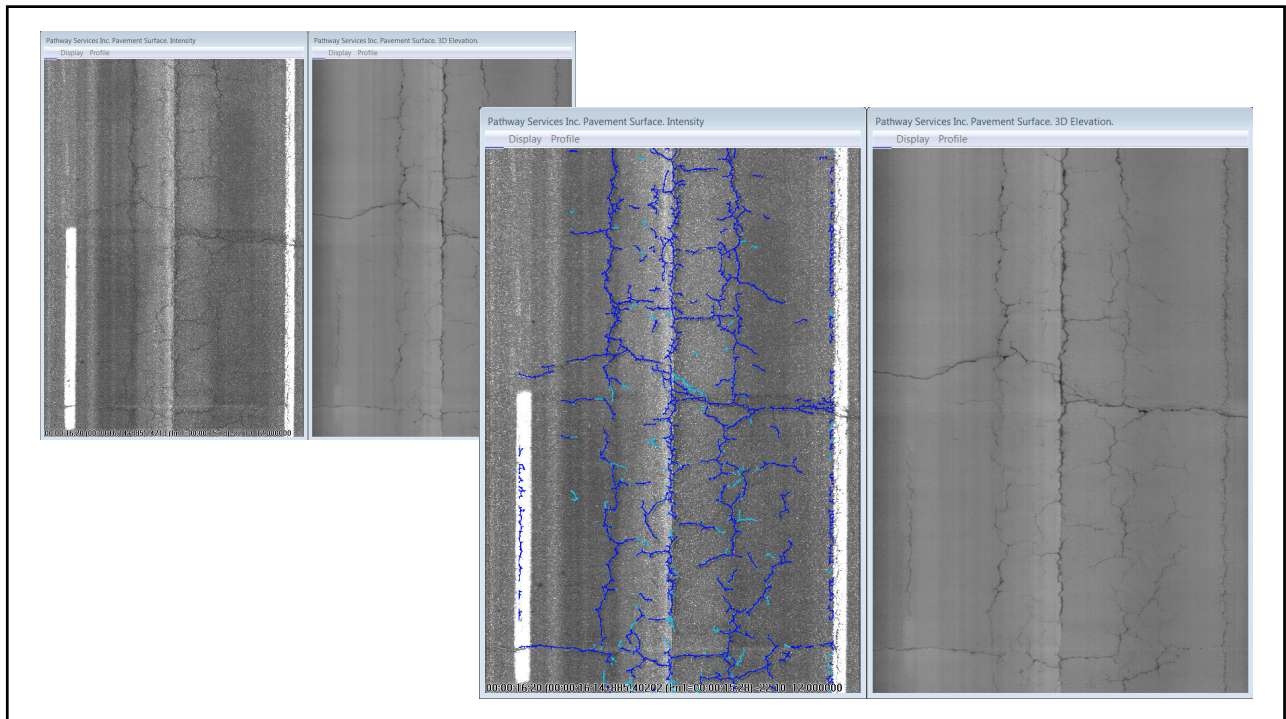 Pathway Services Inc. Pavement Surface. Intensity
Display Profile
Pathway Services Inc. Pavement Surface. 3D Elevation.
Display Profile
Pathway Services Inc. Pavement Surface. Intensity
Display Profile
Pathway Services Inc. Pavement Surface. 3D Elevation.
Display Profile